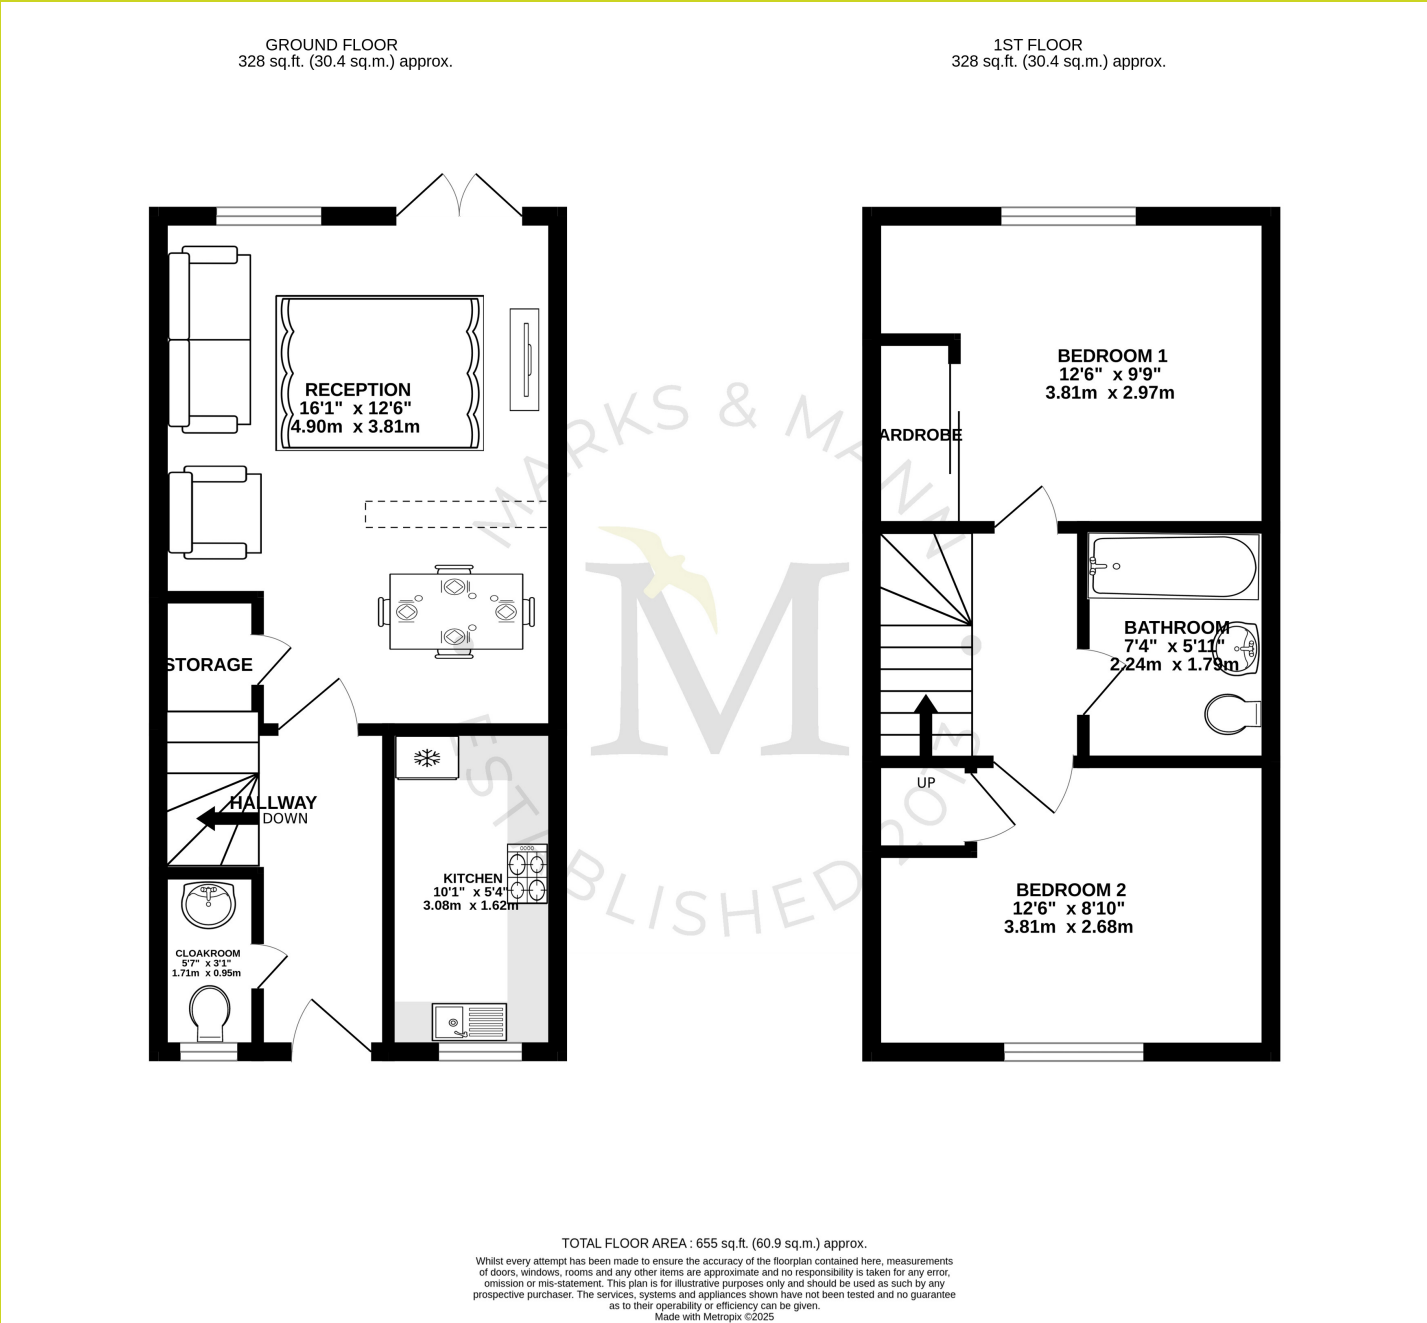 GROUND FLOOR
328 sq.ft. (30.4 sq.m.) approx.
1ST FLOOR
328 sq.ft. (30.4 sq.m.) approx.
RECEPTION
16'1" x 12'6"
4.90m x 3.81m
STORAGE
HALLWAY
DOWN
KITCHEN
10'1" x 5'4"
3.08m x 1.62m
CLOAKROOM
5'7" x 3'1"
1.71m x 0.95m
BEDROOM 1
12'6" x 9'9"
3.81m x 2.97m
ARDROBE
BATHROOM
7'4" x 5'11"
2.24m x 1.79m
UP
BEDROOM 2
12'6" x 8'10"
3.81m x 2.68m
MARKS & MANN
M
ESTABLISHED 2013
TOTAL FLOOR AREA : 655 sq.ft. (60.9 sq.m.) approx.
Whilst every attempt has been made to ensure the accuracy of the floorplan contained here, measurements
of doors, windows, rooms and any other items are approximate and no responsibility is taken for any error,
omission or mis-statement. This plan is for illustrative purposes only and should be used as such by any
prospective purchaser. The services, systems and appliances shown have not been tested and no guarantee
as to their operability or efficiency can be given.
Made with Metropix ©2025